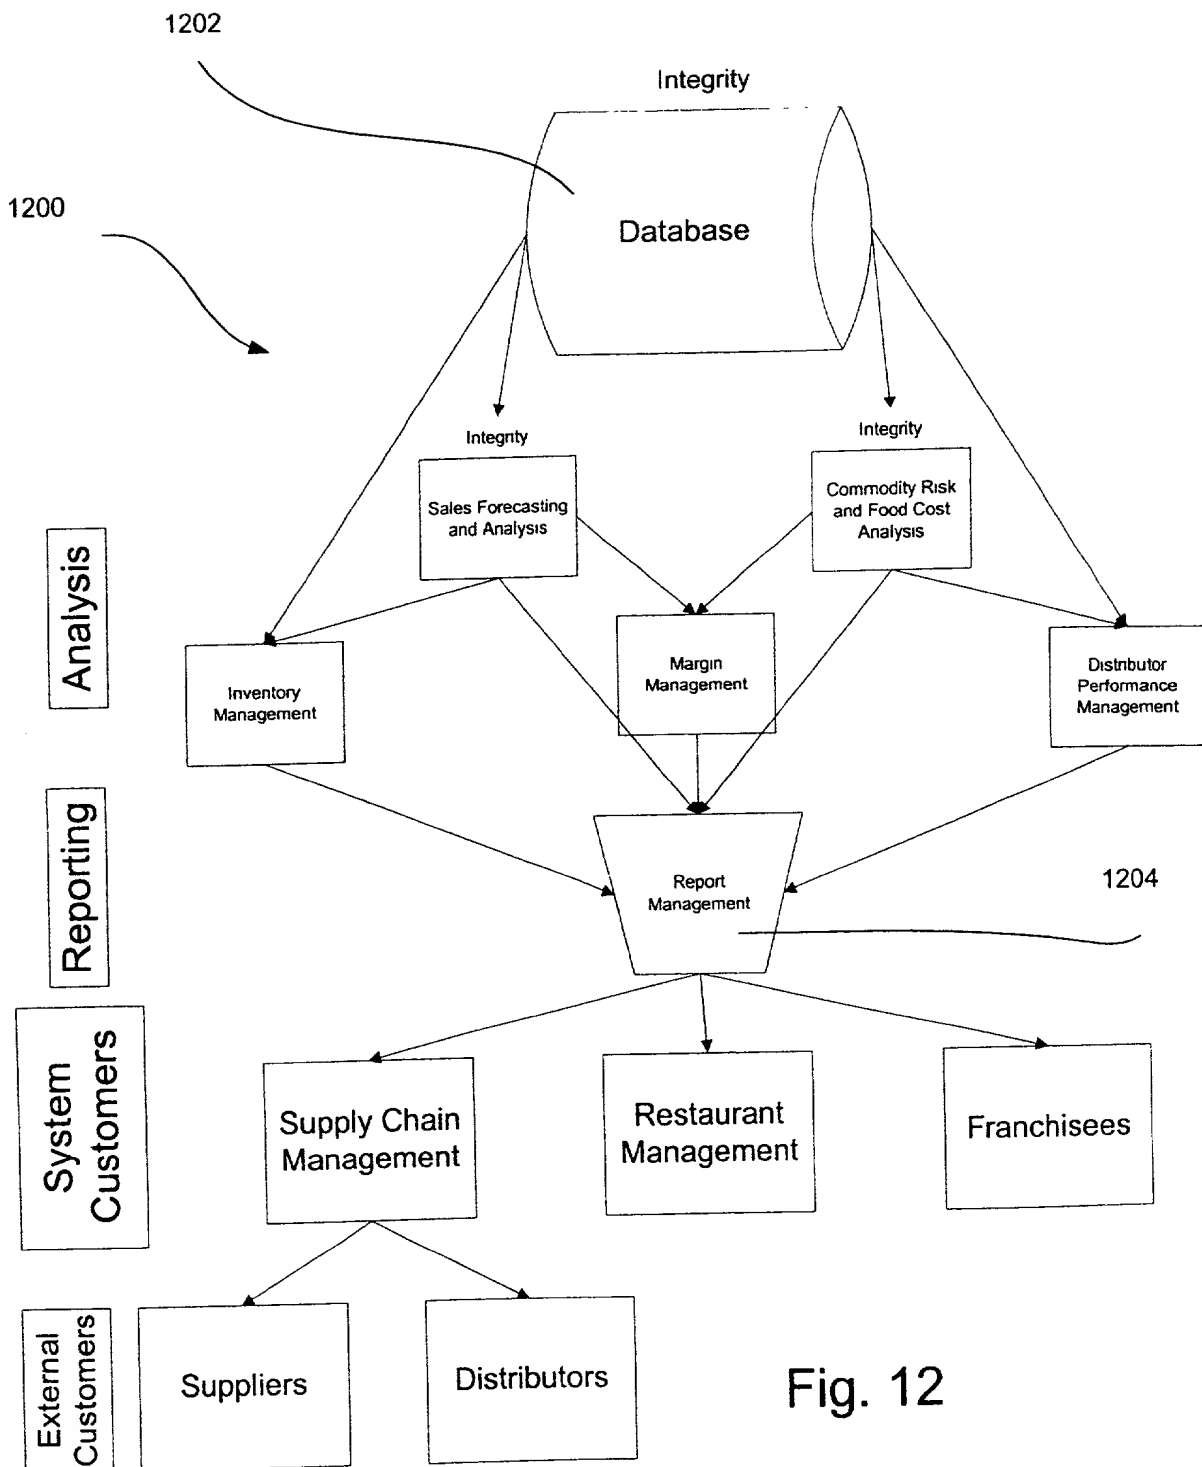 1202
Integrity
1200
Database
Integrity
Integrity
Sales Forecasting
and Analysis
Commodity Risk
and Food Cost
Analysis
Analysis
Inventory
Management
Margin
Management
Distributor
Performance
Management
Reporting
Report
Management
1204
System
Customers
Supply Chain
Management
Restaurant
Management
Franchisees
External
Customers
Suppliers
Distributors
Fig. 12